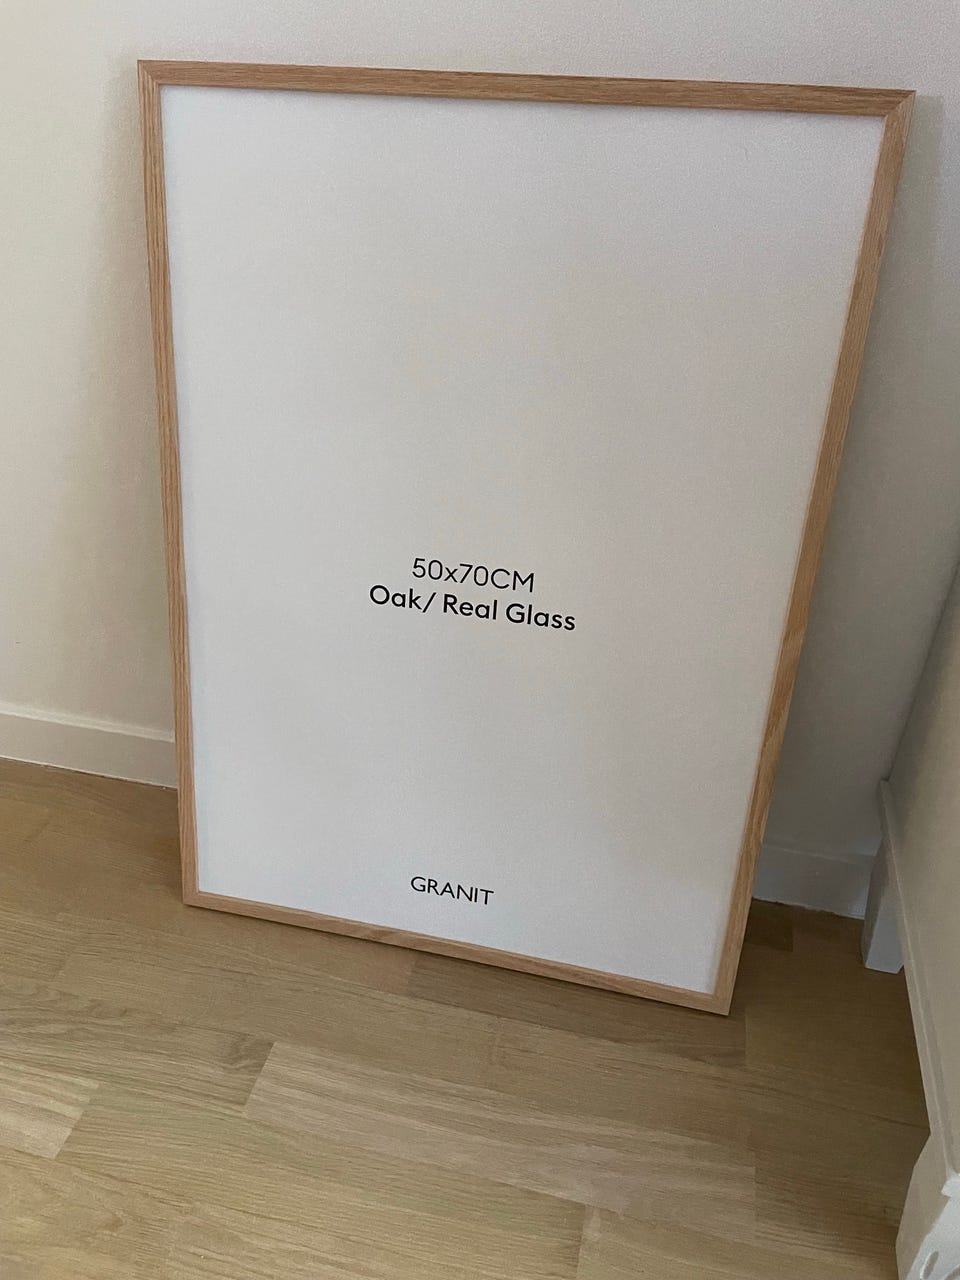 50x70CM
Oak/ Real Glass
GRANIT